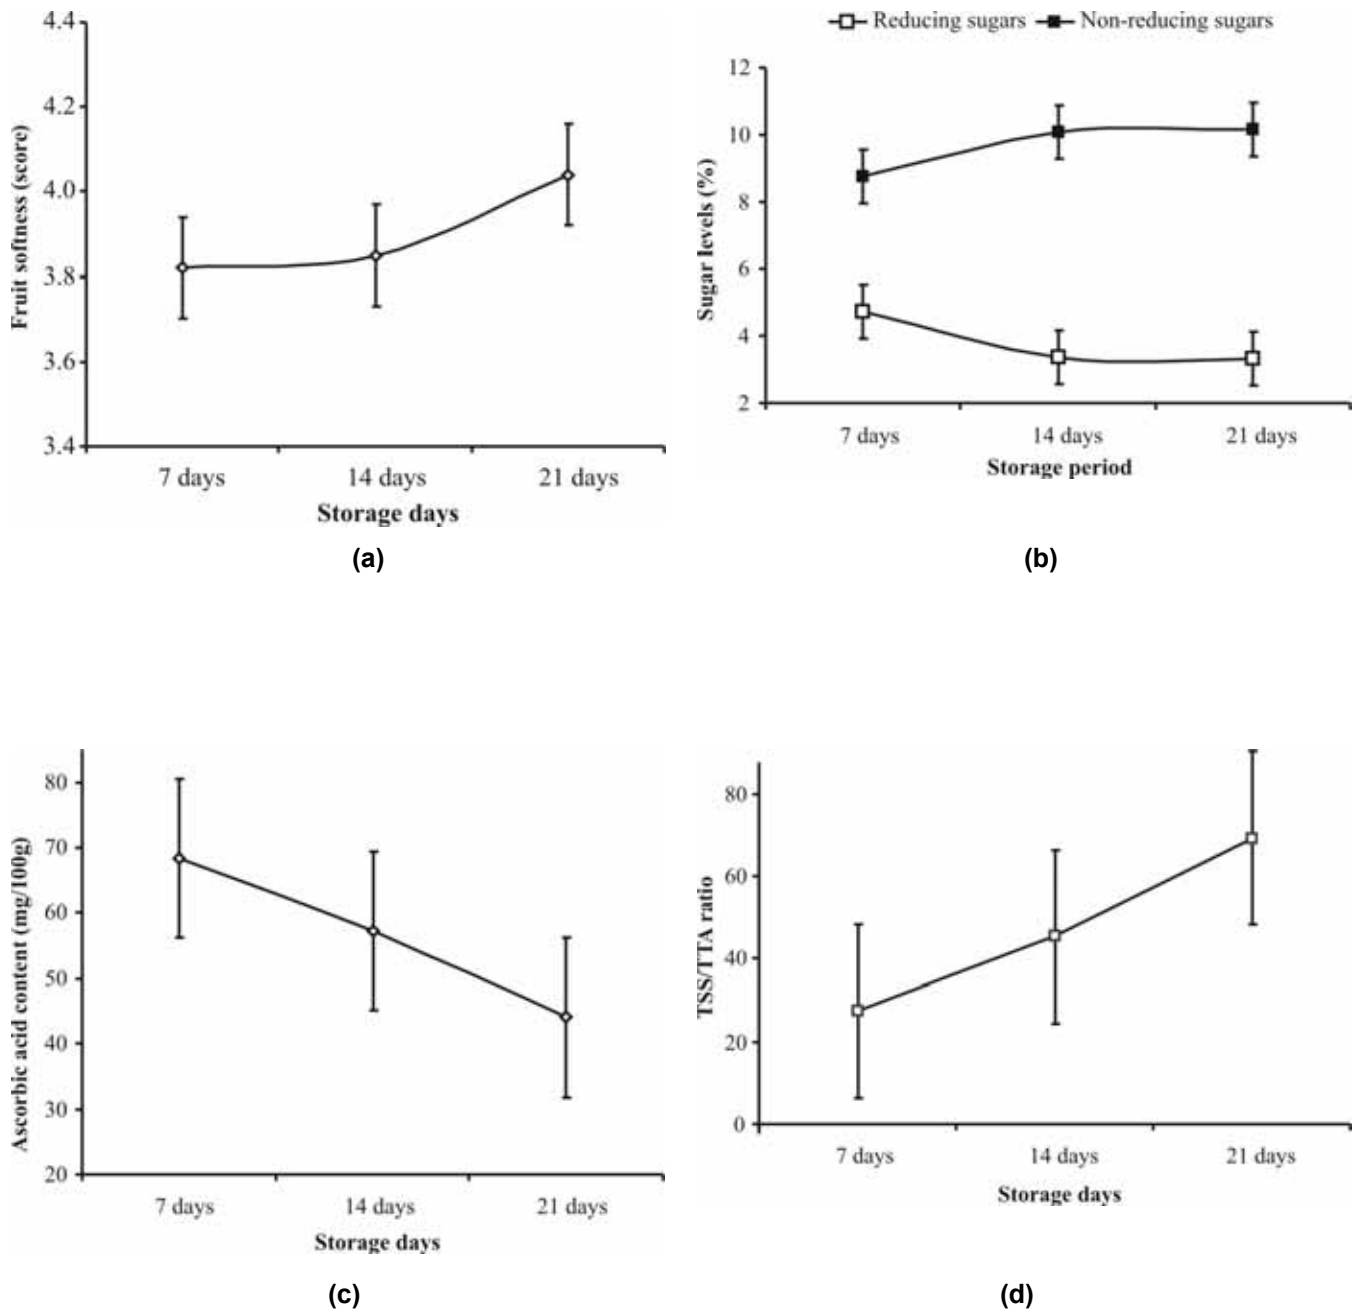 4.4
4.2
4.0
3.8
3.6
3.4
Fruit softness (score)
7 days 14 days 21 days
Storage days
(a)
Reducing sugars Non-reducing sugars
12
10
8
6
4
2
Sugar levels (%)
7 days 14 days 21 days
Storage period
(b)
80
70
60
50
40
30
20
Ascorbic acid content (mg/100g)
7 days 14 days 21 days
Storage days
(c)
80
60
40
20
0
TSS/TTA ratio
7 days 14 days 21 days
Storage days
(d)